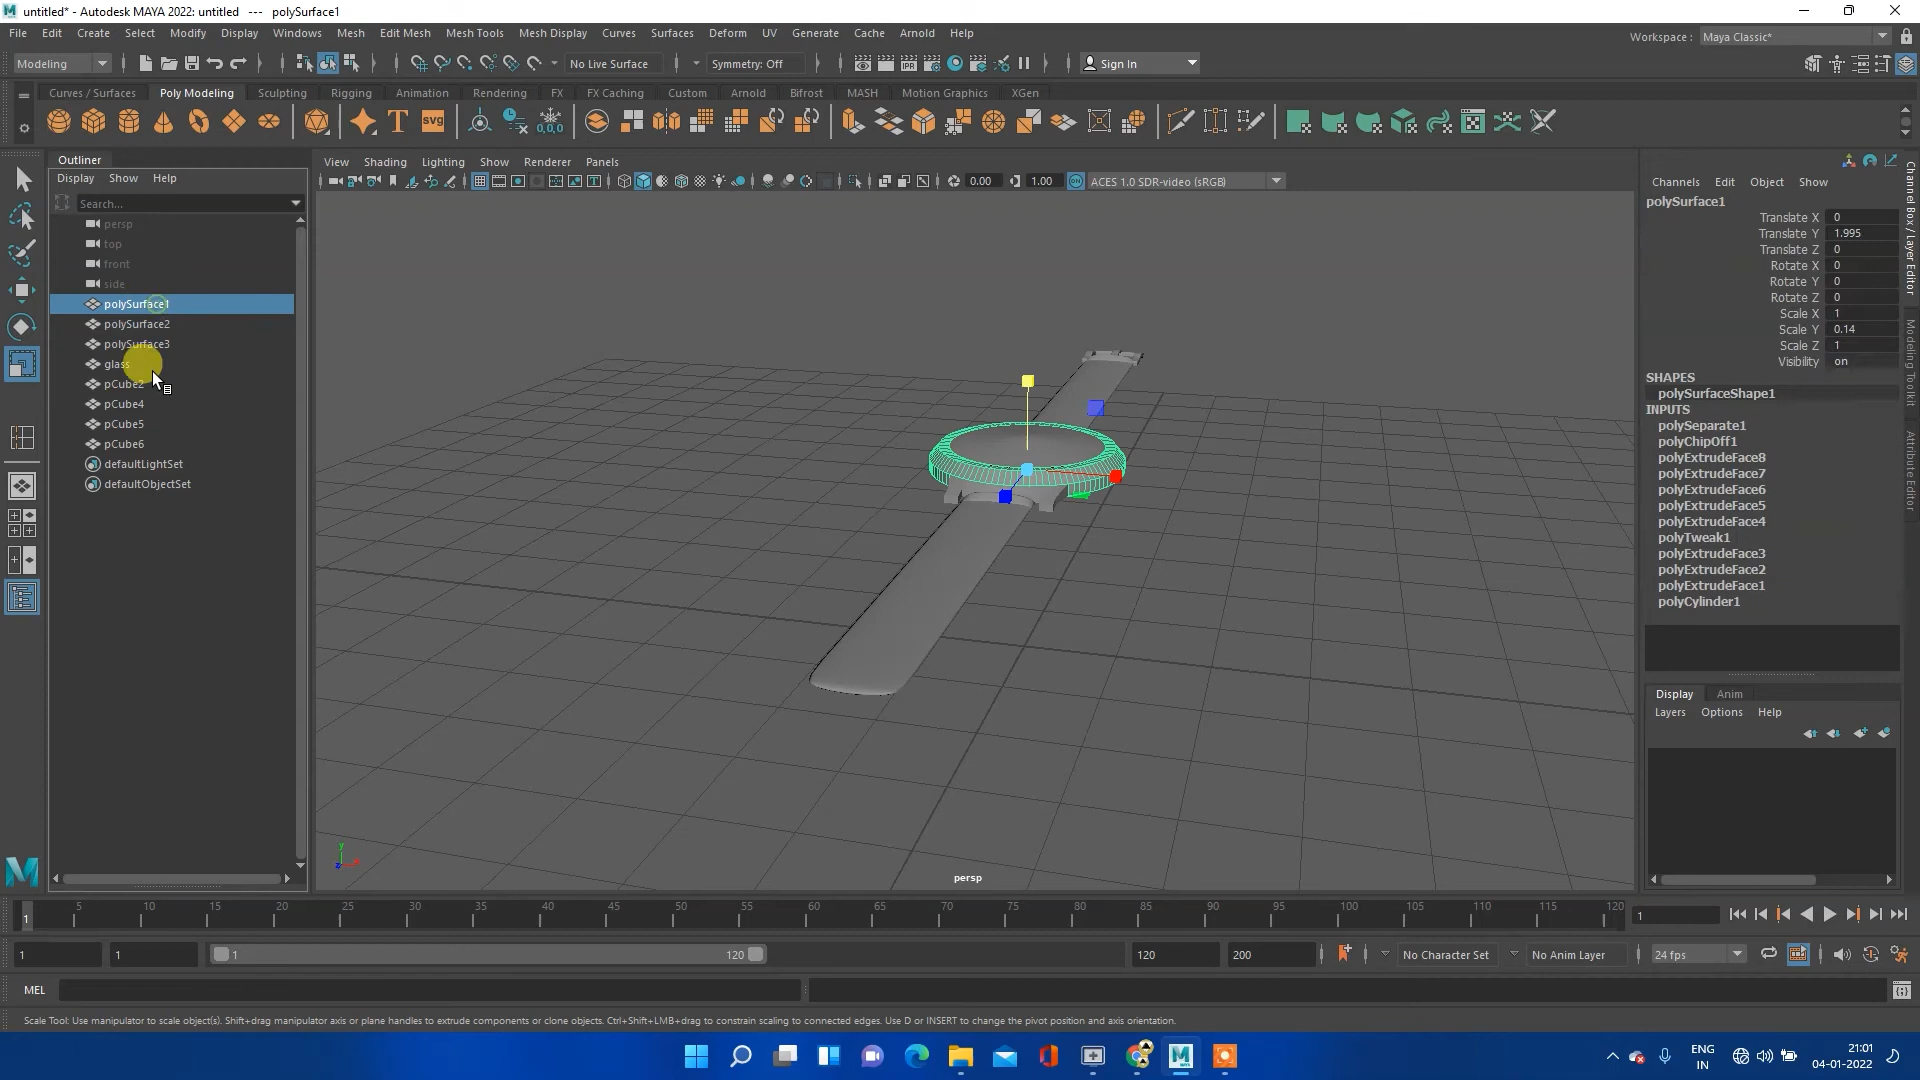 untitled* - Autodesk MAYA 2022: untitled --- polySurface1
File Edit Create Select Modify Display Windows Mesh Edit Mesh Mesh Tools Mesh Display Curves Surfaces Deform UV Generate Cache Arnold Help
Workspace : Maya Classic*
Modeling No Live Surface Symmetry: Off Sign In
Curves / Surfaces Poly Modeling Sculpting Rigging Animation Rendering FX FX Caching Custom Arnold Bifrost MASH Motion Graphics XGen
T svg 0,0,0
Outliner
Display Show Help
Search...
persp
top
front
side
polySurface1
polySurface2
polySurface3
glass
pCube2
pCube4
pCube5
pCube6
defaultLightSet
defaultObjectSet
View Shading Lighting Show Renderer Panels
0.00 1.00 ACES 1.0 SDR-video (sRGB)
persp
Channels Edit Object Show
polySurface1
Translate X 0
Translate Y 1.995
Translate Z 0
Rotate X 0
Rotate Y 0
Rotate Z 0
Scale X 1
Scale Y 0.14
Scale Z 1
Visibility on
SHAPES
polySurfaceShape1
INPUTS
polySeparate1
polyChipOff1
polyExtrudeFace8
polyExtrudeFace7
polyExtrudeFace6
polyExtrudeFace5
polyExtrudeFace4
polyTweak1
polyExtrudeFace3
polyExtrudeFace2
polyExtrudeFace1
polyCylinder1
Display Anim
Layers Options Help
Channel Box / Layer Editor
Modeling Toolkit
Attribute Editor
1 5 10 15 20 25 30 35 40 45 50 55 60 65 70 75 80 85 90 95 100 105 110 115 120 1
1 1 1 120 120 200 No Character Set No Anim Layer 24 fps
MEL
Scale Tool: Use manipulator to scale object(s). Shift+drag manipulator axis or plane handles to extrude components or clone objects. Ctrl+Shift+LMB+drag to constrain scaling to connected edges. Use D or INSERT to change the pivot position and axis orientation.
ENG
IN
21:01
04-01-2022